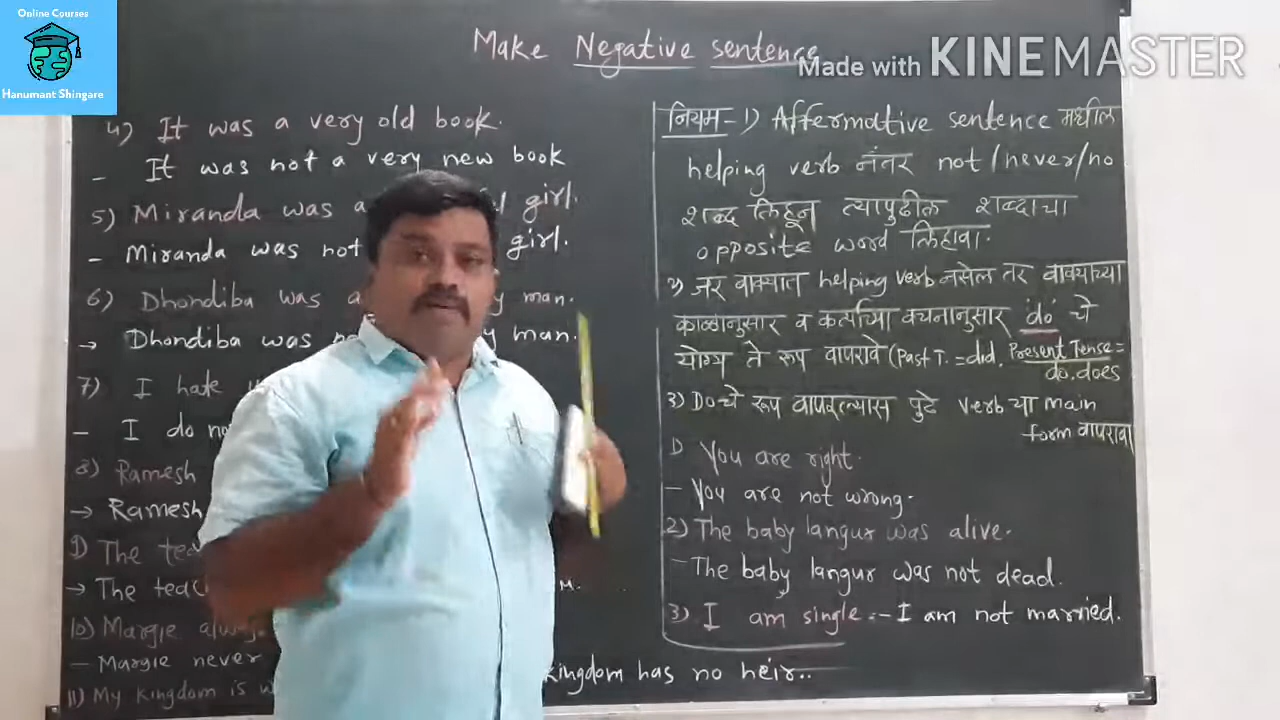 Online Courses
Hanumant Shingare
Make Negative sentence
Made with KINEMASTER
4) It was a very old book.
- It was not a very new book
5) Miranda was a girl.
- Miranda was not girl.
6) Dhondiba was a man.
→ Dhondiba was man.
7) I hate
- I do
8) Ramesh
→ Ramesh
The
→ The
10) Margie
- Margie never
11) My kingdom is
kingdom has no heir..
नियम - 1) Affermative sentence मधील
helping verb नंतर not/never/no
शब्द लिहून त्यापुढील शब्दाचा
opposite word लिहावा.
2) जर वाक्यात helping verb नसेल तर वाक्याच्या
काळानुसार व कर्त्याच्या वचनानुसार 'do' चे
योग्य ते रूप वापरावे (Past T. = did. Present Tense =
do. does
3) Do चे रूप वापरल्यास पुढे verb चा main
form वापरावा
1) You are right.
- You are not wrong.
2) The baby langur was alive.
- The baby langur was not dead.
3) I am single :- I am not married.